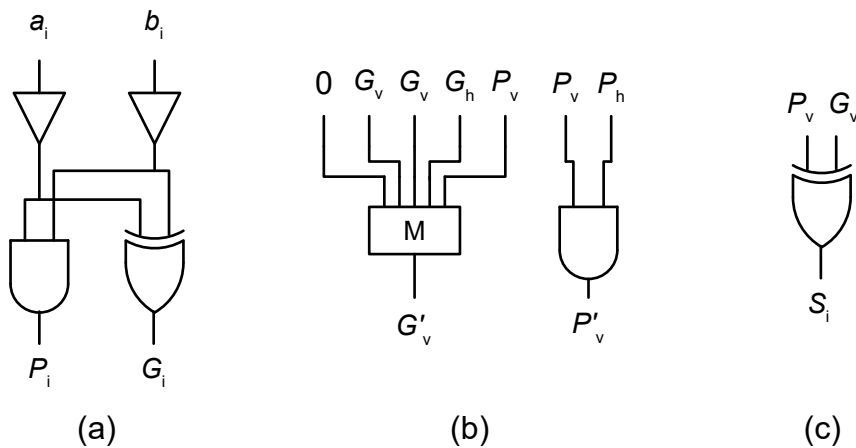 aᵢ bᵢ
0 Gᵥ Gᵥ Gₕ Pᵥ Pᵥ Pₕ
Pᵥ Gᵥ
M
Sᵢ
G′ᵥ P′ᵥ
Pᵢ Gᵢ
(a) (b) (c)